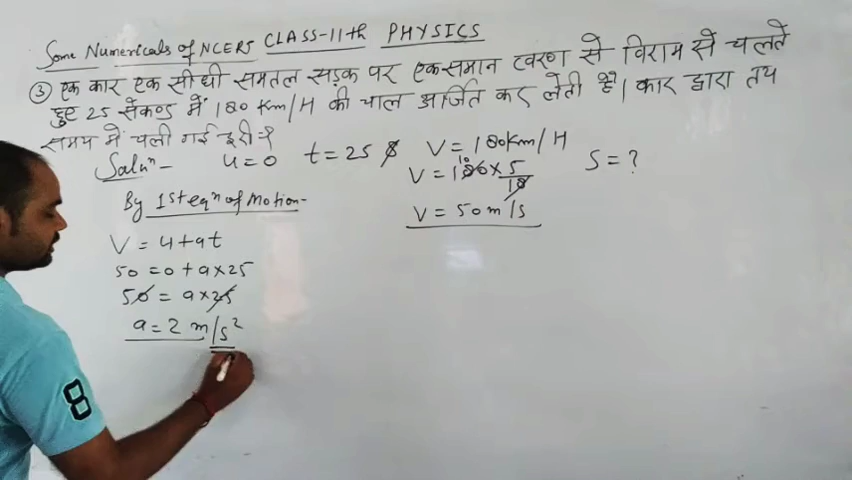 Some Numericals of NCERT CLASS-11th PHYSICS
③ एक कार एक सीधी समतल सड़क पर एकसमान त्वरण से विराम से चलते
हुए 25 सेकण्ड में 180 Km/H की चाल अर्जित कर लेती है। कार द्वारा तय
समय में चली गई दूरी=?
Saluⁿ- u=0 t=25 s V=180Km/H S=?
V=180×5/18
V=50m/s
By 1st eqⁿ of Motion-
V=u+at
50=0+a×25
50=a×25
a=2 m/s²
8